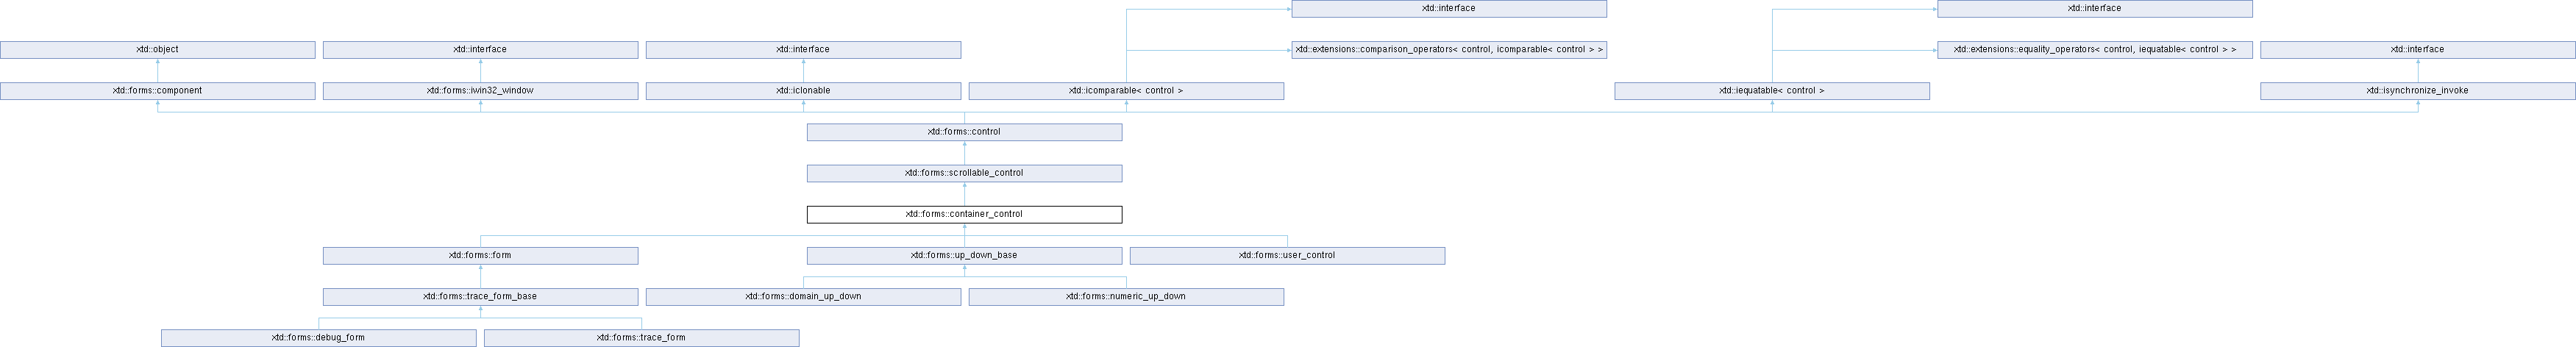 xtd::interface
xtd::interface
xtd::object
xtd::interface
xtd::interface
xtd::extensions::comparison_operators< control, icomparable< control > >
xtd::extensions::equality_operators< control, iequatable< control > >
xtd::interface
xtd::forms::component
xtd::forms::iwin32_window
xtd::iclonable
xtd::icomparable< control >
xtd::iequatable< control >
xtd::isynchronize_invoke
xtd::forms::control
xtd::forms::scrollable_control
xtd::forms::container_control
xtd::forms::form
xtd::forms::up_down_base
xtd::forms::user_control
xtd::forms::trace_form_base
xtd::forms::domain_up_down
xtd::forms::numeric_up_down
xtd::forms::debug_form
xtd::forms::trace_form